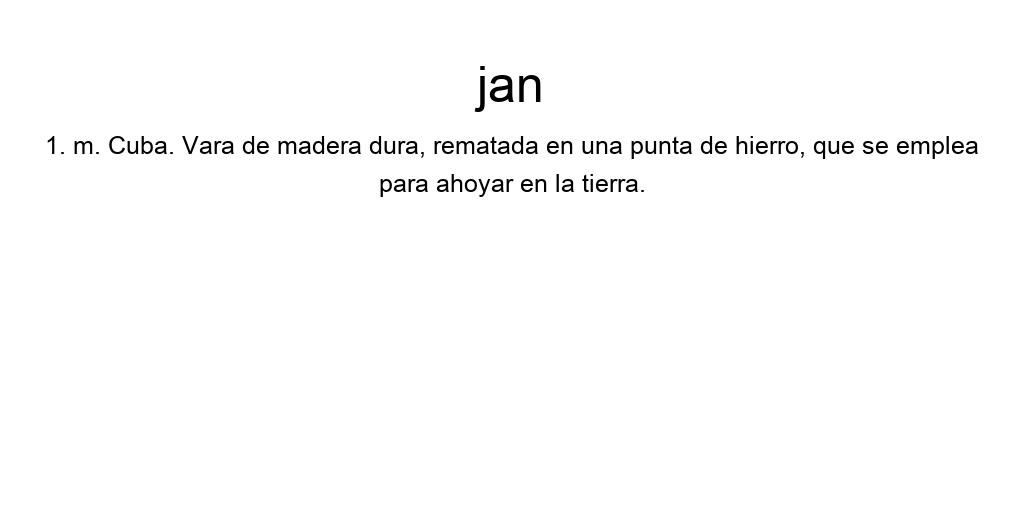 jan
1. m. Cuba. Vara de madera dura, rematada en una punta de hierro, que se emplea
para ahoyar en la tierra.